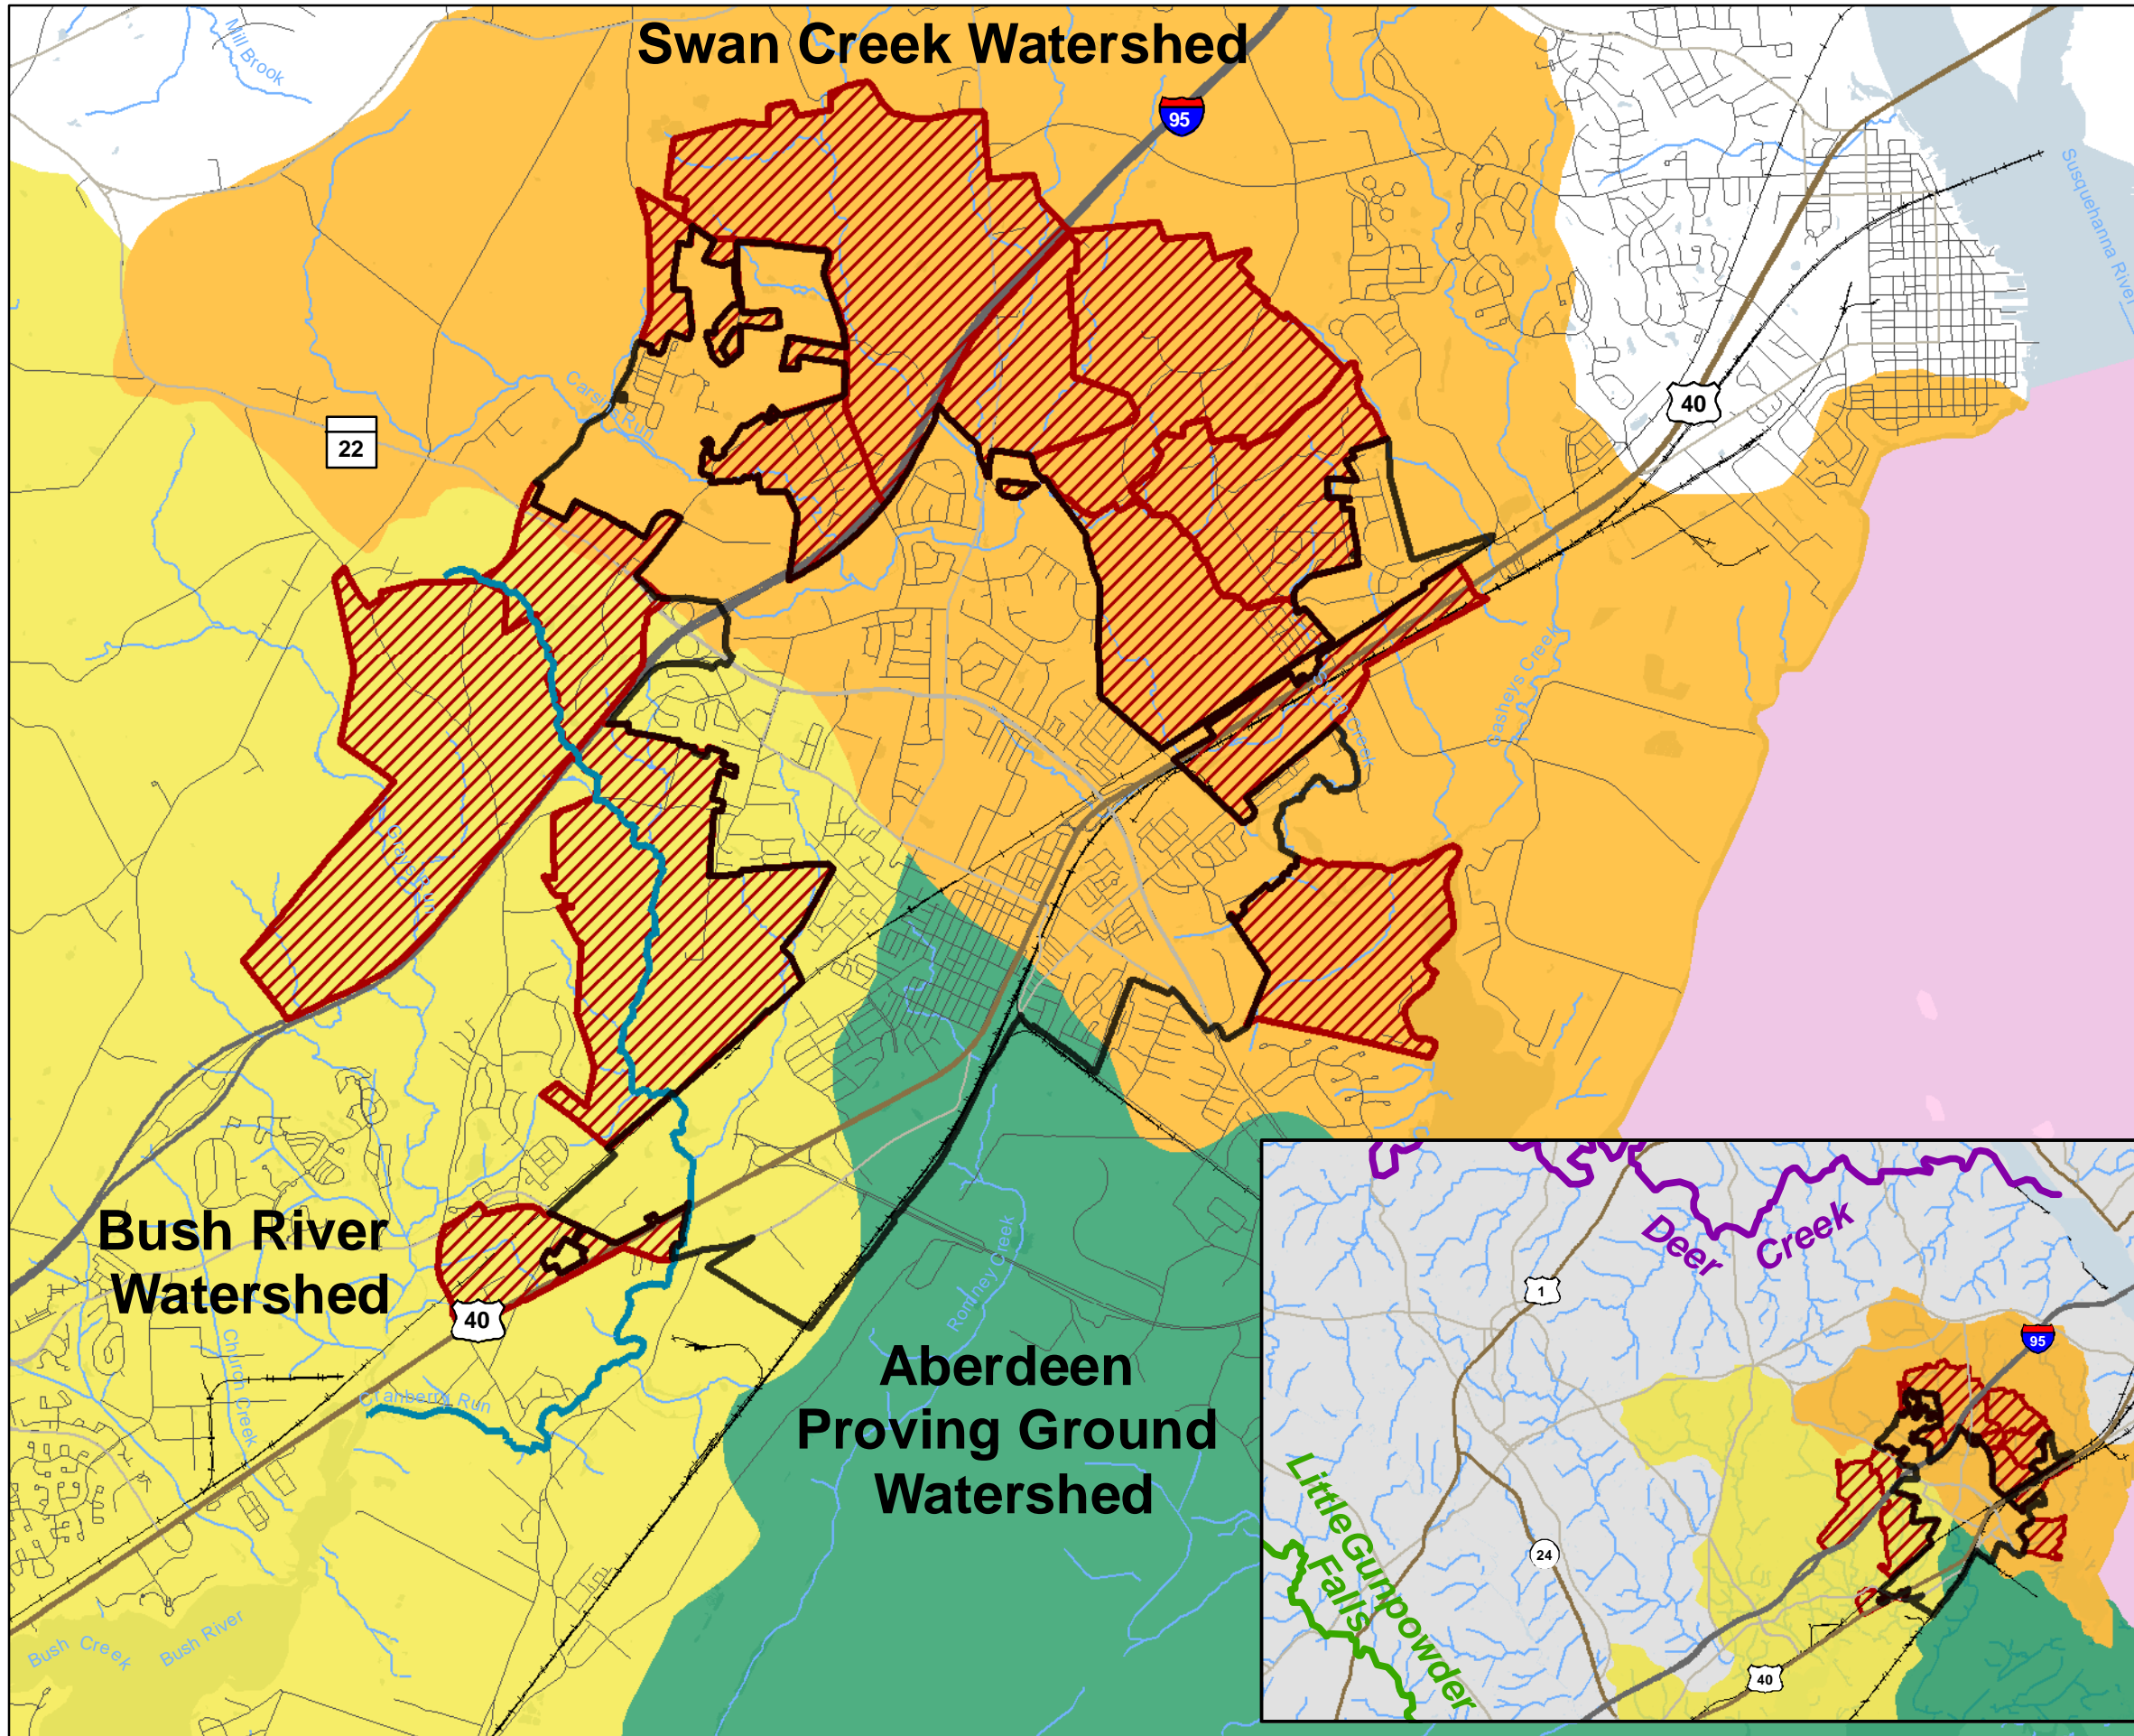 Swan Creek Watershed
Mill Brook
95
Susquehanna River
40
Carsins Run
22
Gasheys Creek
Swan Creek
Grays Run
Bush River
Watershed
40
Romney Creek
Church Creek
Cranberry Run
Aberdeen
Proving Ground
Watershed
Bush Creek
Bush River
Deer Creek
1
95
Little Gunpowder
Falls
24
40